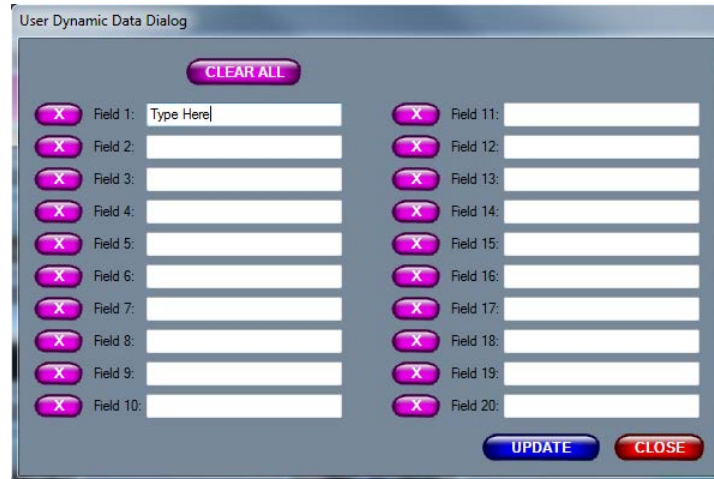 User Dynamic Data Dialog
CLEAR ALL
X Field 1: Type Here
X Field 2:
X Field 3:
X Field 4:
X Field 5:
X Field 6:
X Field 7:
X Field 8:
X Field 9:
X Field 10:
X Field 11:
X Field 12:
X Field 13:
X Field 14:
X Field 15:
X Field 16:
X Field 17:
X Field 18:
X Field 19:
X Field 20:
UPDATE CLOSE